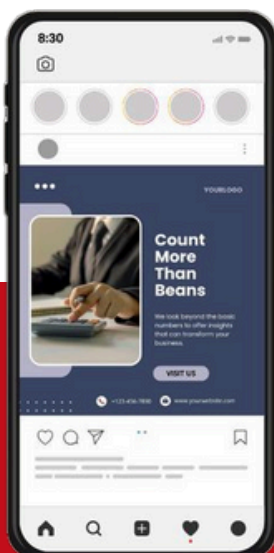 8:30
YOURLOGO
Count
More
Than
Beans
We look beyond the basic
numbers to offer insights
that can transform your
business.
VISIT US
+123-456-7890 www.yourwebsite.com